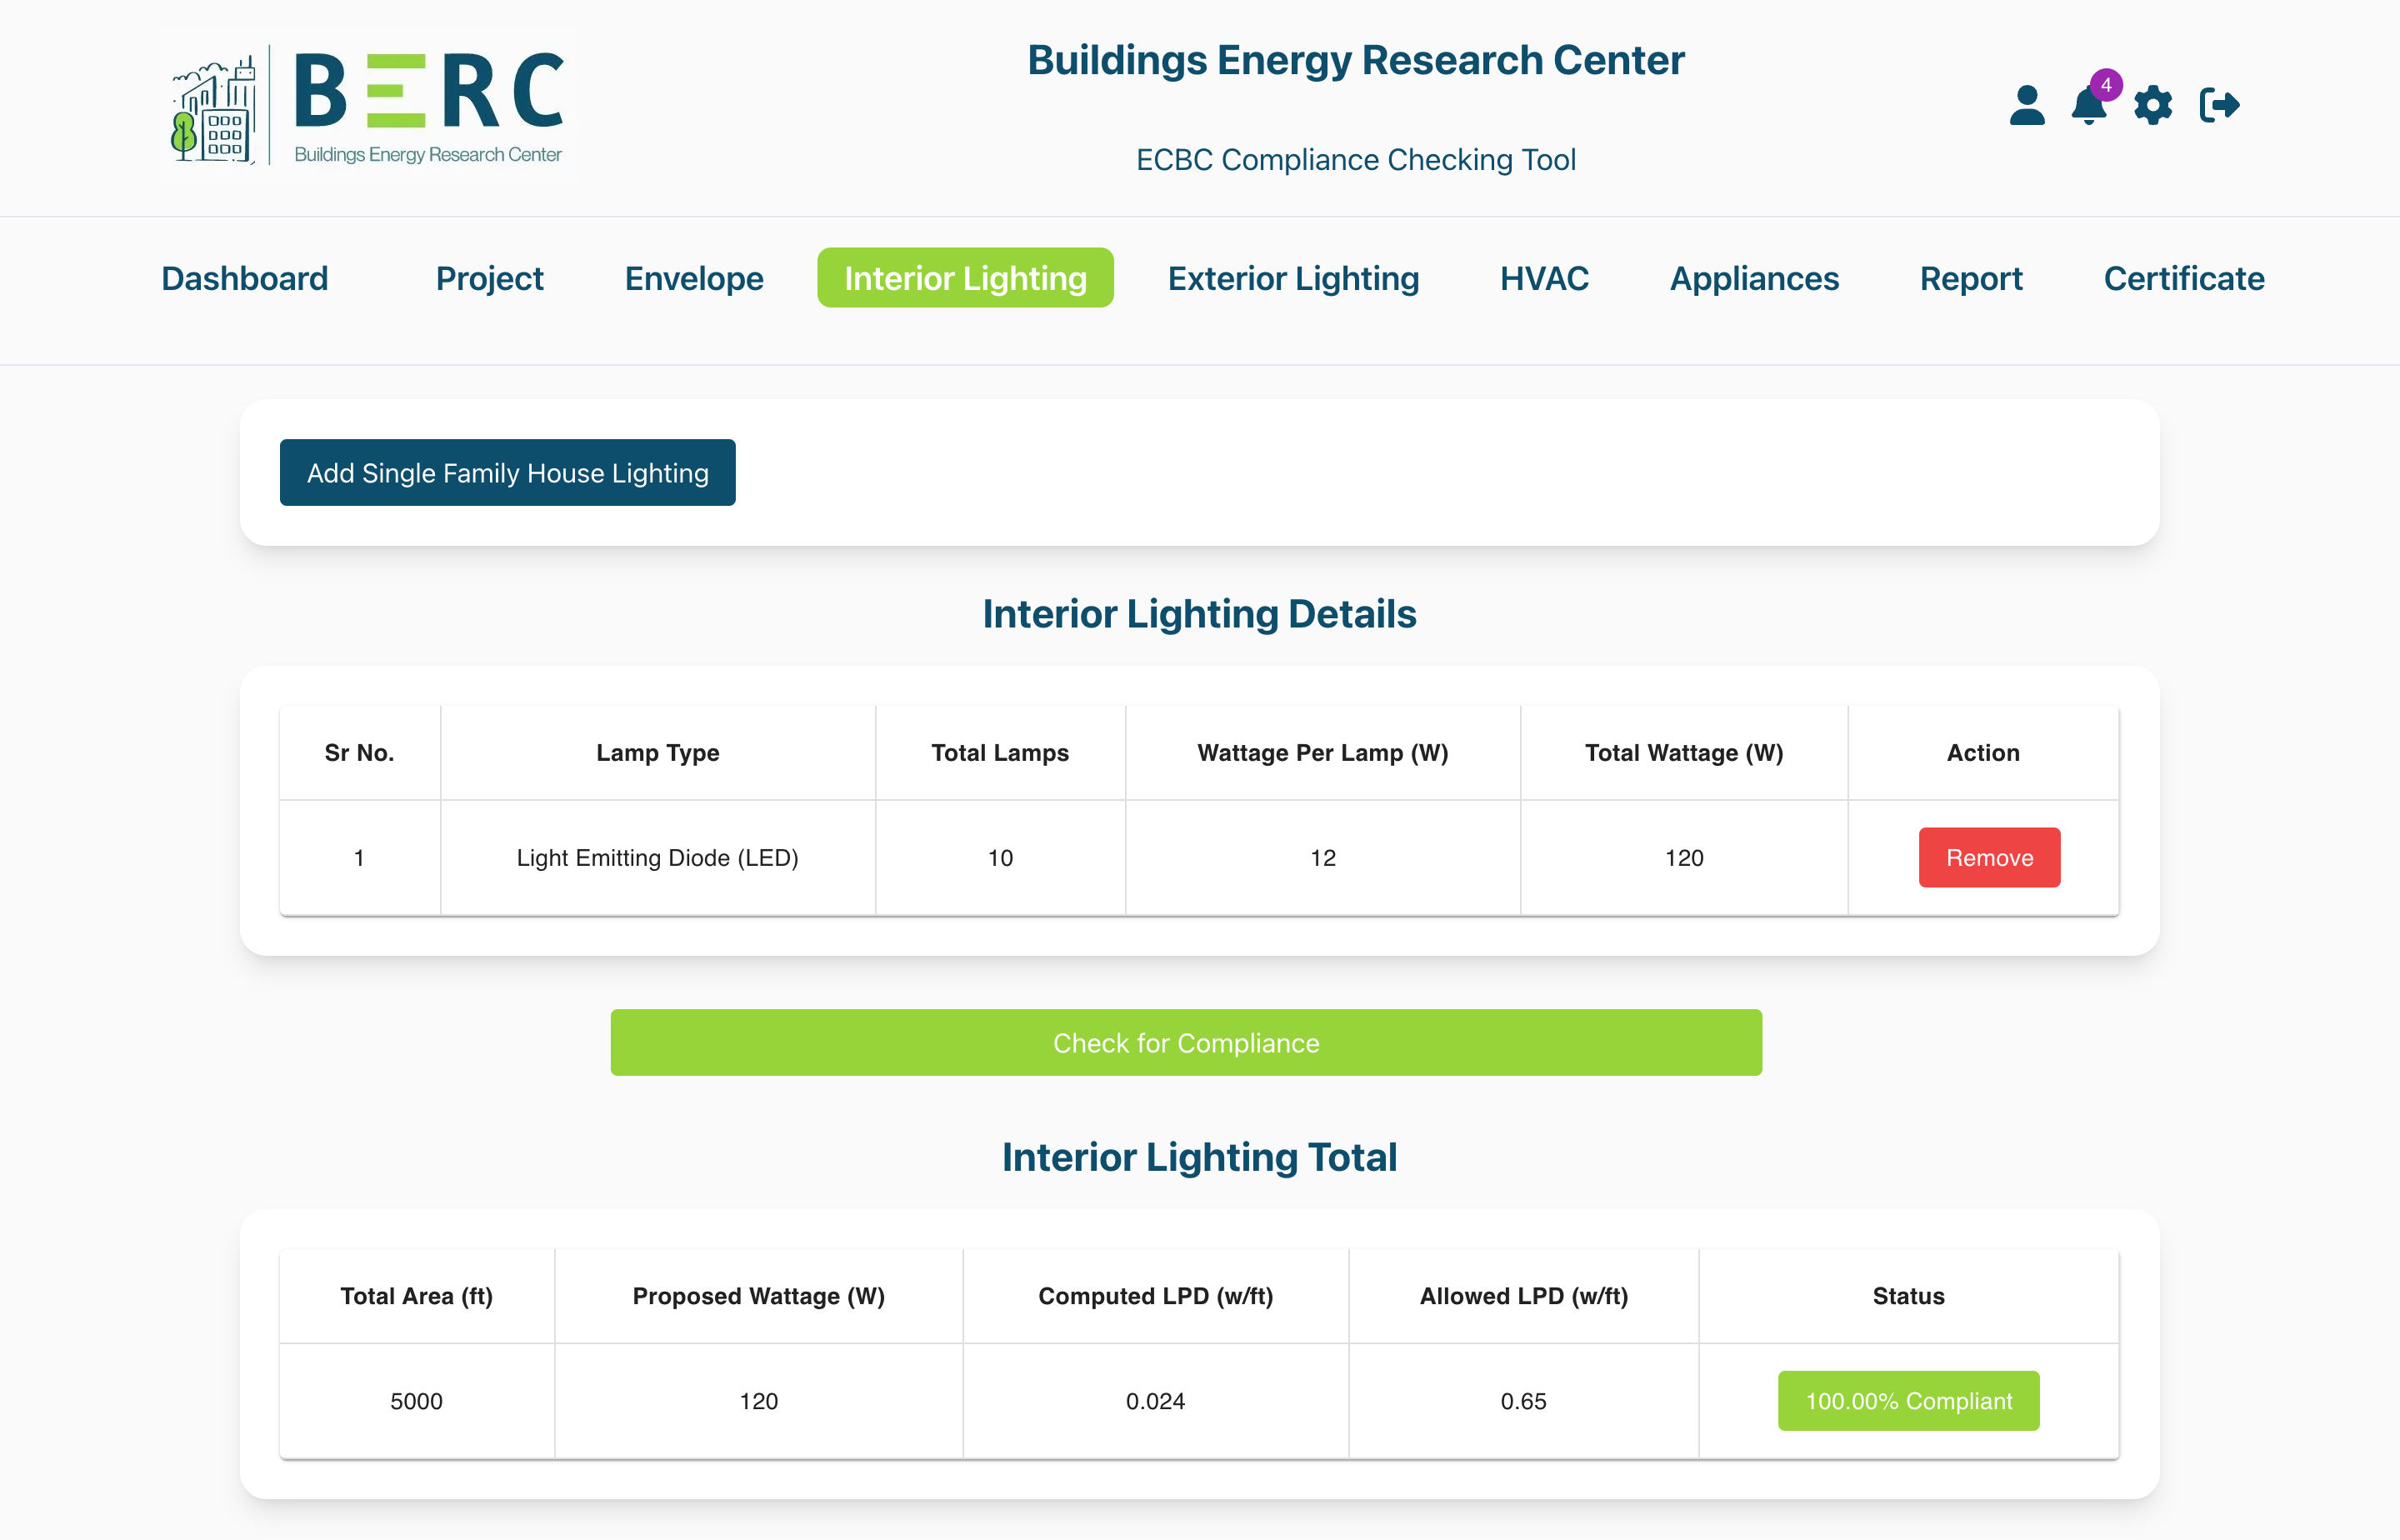 BERC
Buildings Energy Research Center
Buildings Energy Research Center
ECBC Compliance Checking Tool
4
Dashboard Project Envelope Interior Lighting Exterior Lighting HVAC Appliances Report Certificate
Add Single Family House Lighting
Interior Lighting Details
Sr No. Lamp Type Total Lamps Wattage Per Lamp (W) Total Wattage (W) Action
1 Light Emitting Diode (LED) 10 12 120 Remove
Check for Compliance
Interior Lighting Total
Total Area (ft) Proposed Wattage (W) Computed LPD (w/ft) Allowed LPD (w/ft) Status
5000 120 0.024 0.65 100.00% Compliant